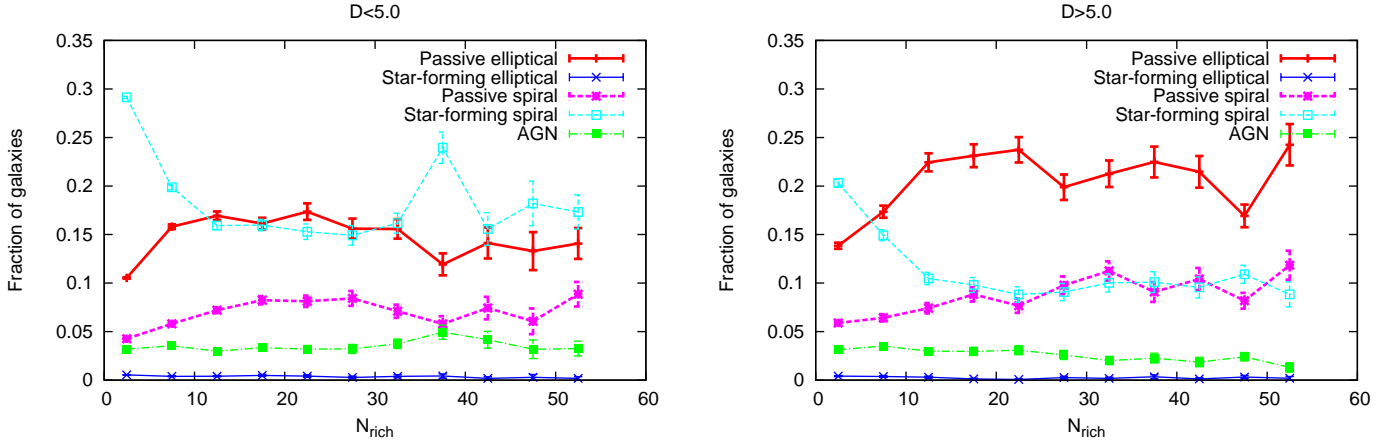 D<5.0
Fraction of galaxies
0.35
0.3
0.25
0.2
0.15
0.1
0.05
0
0 10 20 30 40 50 60
N_rich
Passive elliptical
Star-forming elliptical
Passive spiral
Star-forming spiral
AGN
D>5.0
Fraction of galaxies
0.35
0.3
0.25
0.2
0.15
0.1
0.05
0
0 10 20 30 40 50 60
N_rich
Passive elliptical
Star-forming elliptical
Passive spiral
Star-forming spiral
AGN